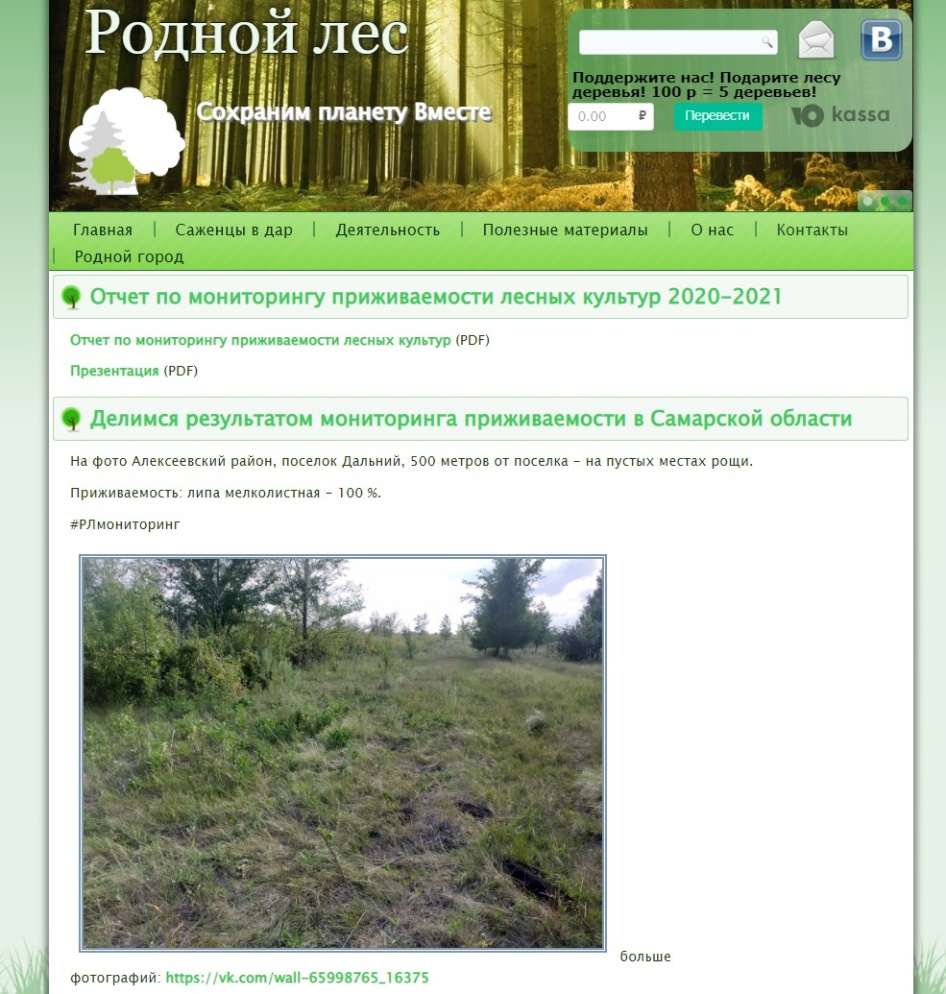 Родной лес
Сохраним планету Вместе
B
Поддержите нас! Подарите лесу
деревья! 100 р = 5 деревьев!
0.00 ₽ Перевести ЮKassa
Главная | Саженцы в дар | Деятельность | Полезные материалы | О нас | Контакты
| Родной город
Отчет по мониторингу приживаемости лесных культур 2020-2021
Отчет по мониторингу приживаемости лесных культур (PDF)
Презентация (PDF)
Делимся результатом мониторинга приживаемости в Самарской области
На фото Алексеевский район, поселок Дальний, 500 метров от поселка - на пустых местах рощи.
Приживаемость: липа мелколистная - 100 %.
#РЛмониторинг
больше
фотографий: https://vk.com/wall-65998765_16375